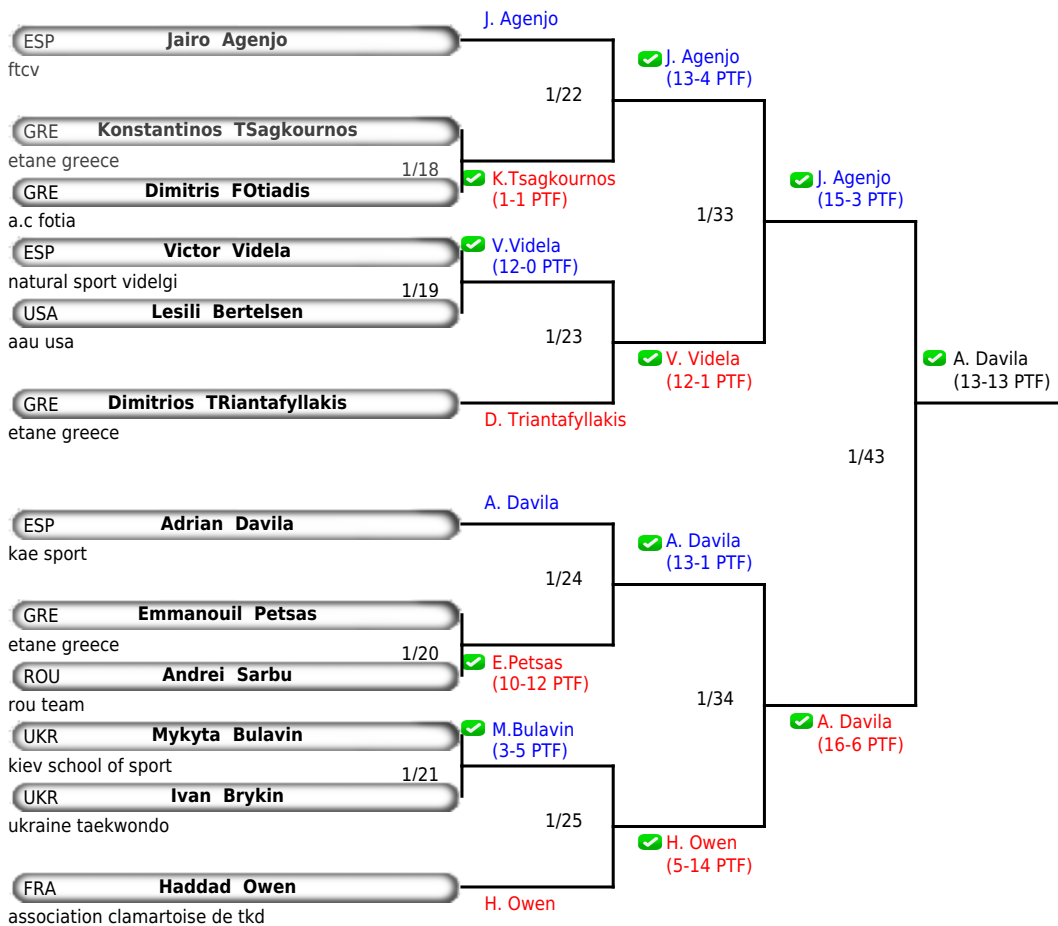 ESP Jairo Agenjo
ftcv
GRE Konstantinos TSagkournos
etane greece
1/18
GRE Dimitris FOtiadis
a.c fotia
ESP Victor Videla
natural sport videlgi
1/19
USA Lesili Bertelsen
aau usa
GRE Dimitrios TRiantafyllakis
etane greece
ESP Adrian Davila
kae sport
GRE Emmanouil Petsas
etane greece
1/20
ROU Andrei Sarbu
rou team
UKR Mykyta Bulavin
kiev school of sport
1/21
UKR Ivan Brykin
ukraine taekwondo
FRA Haddad Owen
association clamartoise de tkd
J. Agenjo
1/22
K.Tsagkournos
(1-1 PTF)
V.Videla
(12-0 PTF)
1/23
D. Triantafyllakis
A. Davila
1/24
E.Petsas
(10-12 PTF)
M.Bulavin
(3-5 PTF)
1/25
H. Owen
J. Agenjo
(13-4 PTF)
1/33
V. Videla
(12-1 PTF)
A. Davila
(13-1 PTF)
1/34
H. Owen
(5-14 PTF)
J. Agenjo
(15-3 PTF)
1/43
A. Davila
(16-6 PTF)
A. Davila
(13-13 PTF)